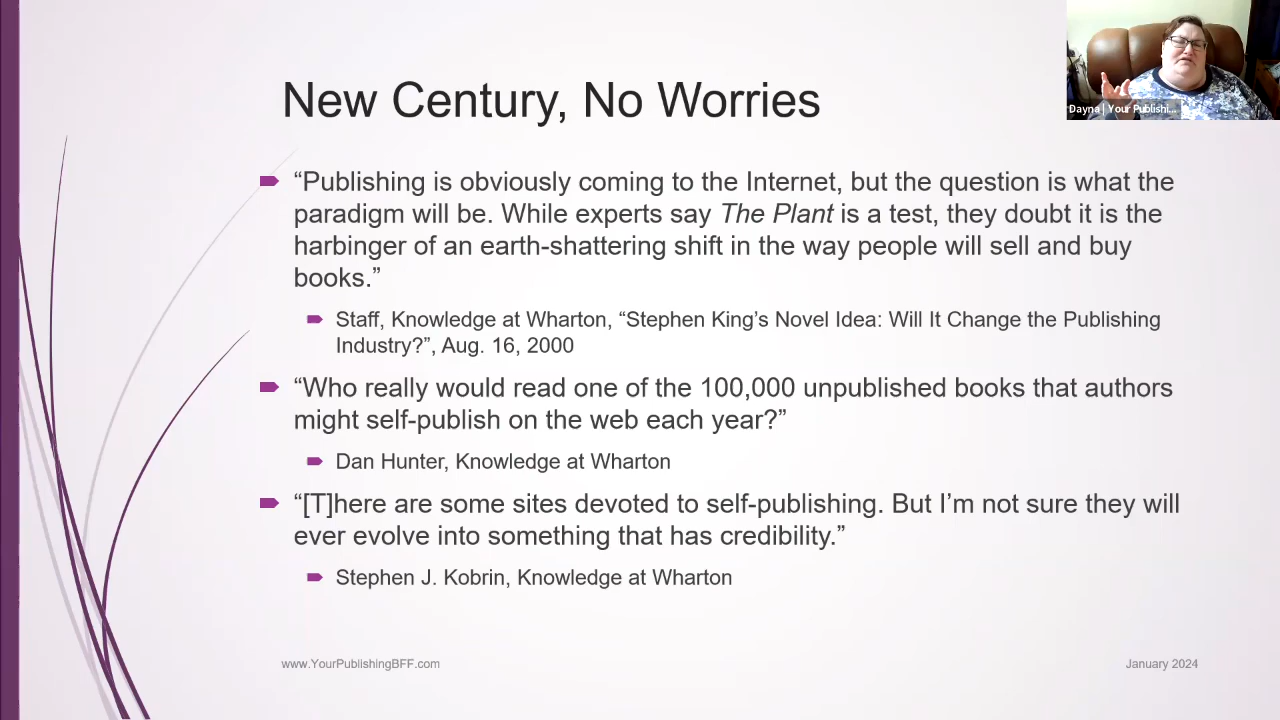 New Century, No Worries
Dayna | Your Publishi...
“Publishing is obviously coming to the Internet, but the question is what the
paradigm will be. While experts say The Plant is a test, they doubt it is the
harbinger of an earth-shattering shift in the way people will sell and buy
books.”
Staff, Knowledge at Wharton, “Stephen King’s Novel Idea: Will It Change the Publishing
Industry?”, Aug. 16, 2000
“Who really would read one of the 100,000 unpublished books that authors
might self-publish on the web each year?”
Dan Hunter, Knowledge at Wharton
“[T]here are some sites devoted to self-publishing. But I’m not sure they will
ever evolve into something that has credibility.”
Stephen J. Kobrin, Knowledge at Wharton
www.YourPublishingBFF.com
January 2024